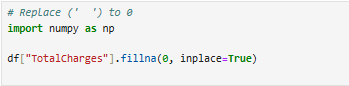 # Replace ('  ') to 0
import numpy as np
df["TotalCharges"].fillna(0, inplace=True)